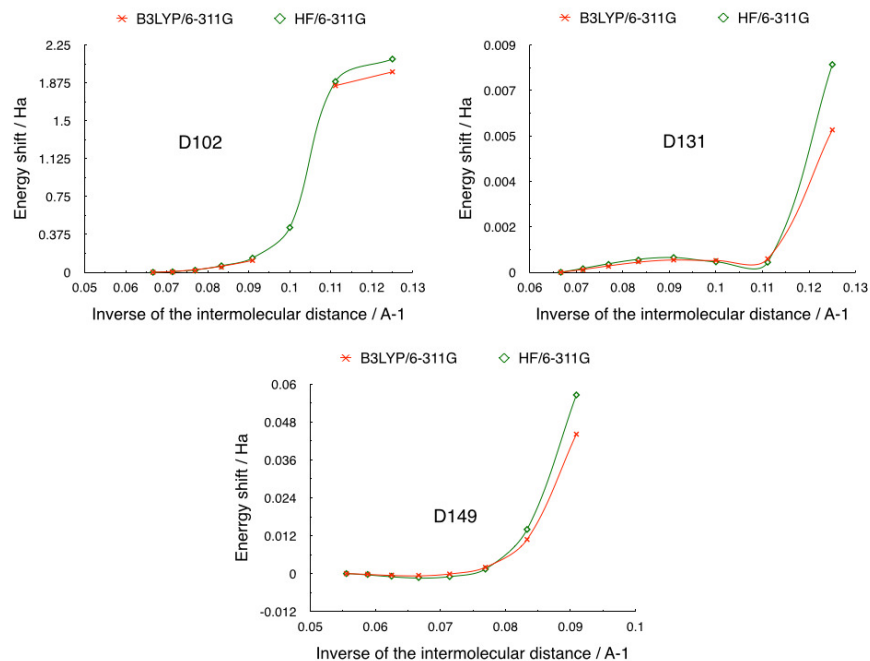 B3LYP/6-311G HF/6-311G
2.25
1.875
1.5
1.125
0.75
0.375
0
Energy shift / Ha
D102
0.05 0.06 0.07 0.08 0.09 0.1 0.11 0.12 0.13
Inverse of the intermolecular distance / A-1
B3LYP/6-311G HF/6-311G
0.009
0.006
0.005
0.004
0.002
0
Energy shift / Ha
D131
0.06 0.07 0.08 0.09 0.10 0.11 0.12 0.13
Inverse of the intermolecular distance / A-1
B3LYP/6-311G HF/6-311G
0.06
0.048
0.036
0.024
0.012
0
-0.012
Enerrgy shift / Ha
D149
0.05 0.06 0.07 0.08 0.09 0.1
Inverse of the intermolecular distance / A-1